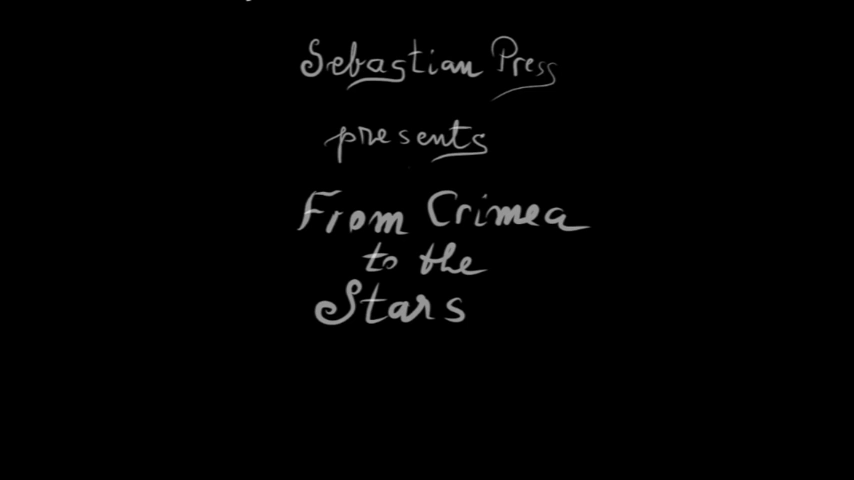 Sebastian Press
presents
From Crimea
to the
Stars